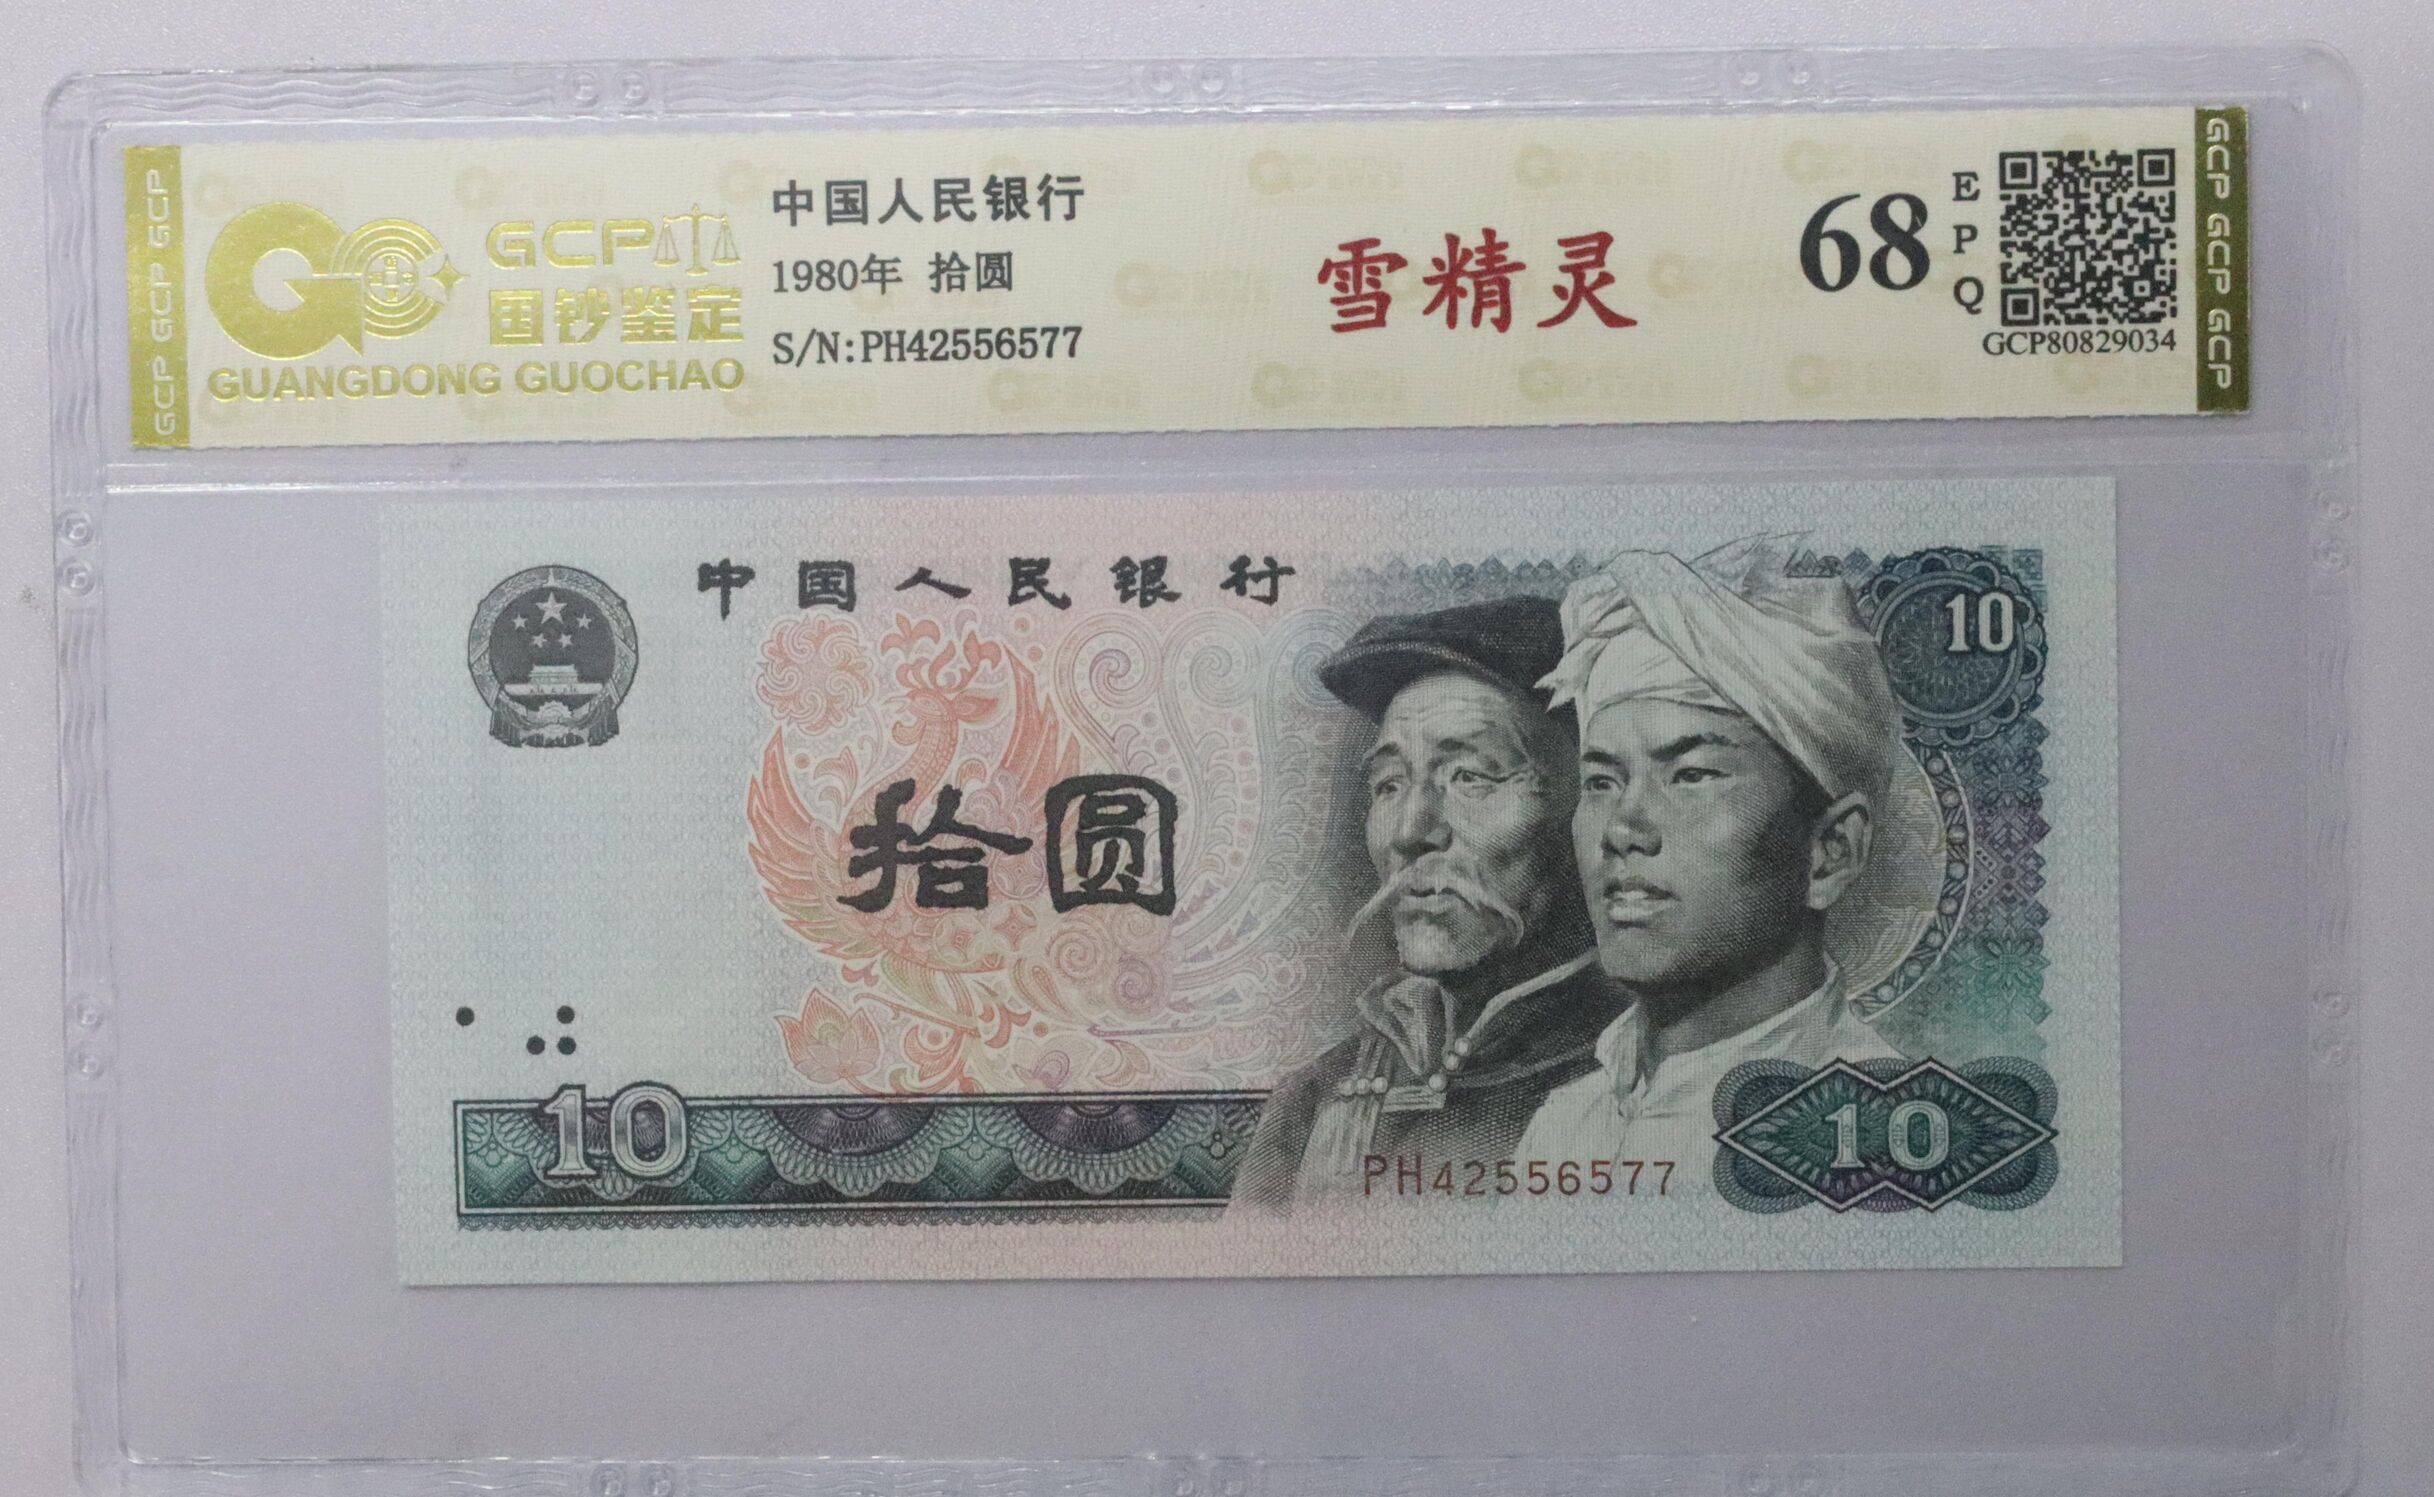 GCP GCP GCP
GCP
国钞鉴定
GUANGDONG GUOCHAO
中国人民银行
1980年 拾圆
S/N:PH42556577
雪精灵
68
EPQ
GCP80829034
GCP GCP GCP
中国人民银行
10
拾圆
10
PH42556577
10